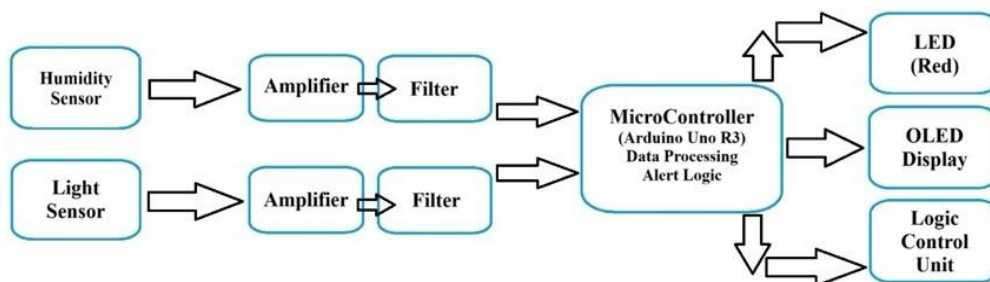 Humidity
Sensor
Amplifier
Filter
Light
Sensor
Amplifier
Filter
MicroController
(Arduino Uno R3)
Data Processing
Alert Logic
LED
(Red)
OLED
Display
Logic
Control
Unit